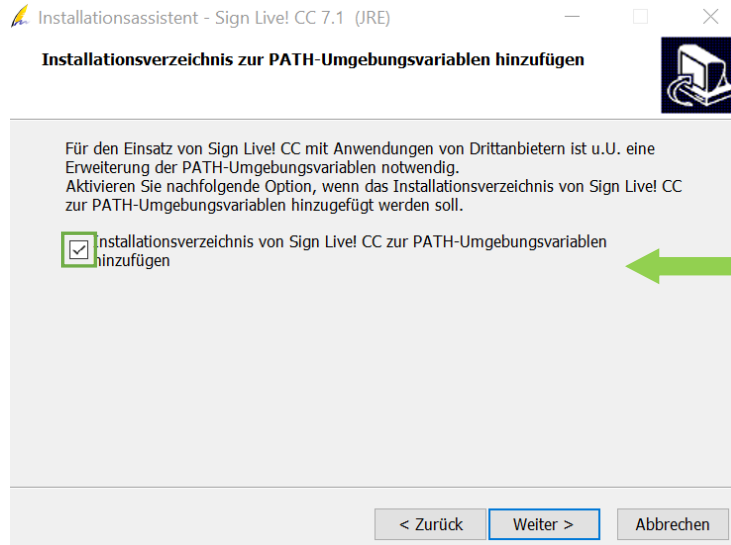 Installationsassistent - Sign Live! CC 7.1 (JRE)
Installationsverzeichnis zur PATH-Umgebungsvariablen hinzufügen
Für den Einsatz von Sign Live! CC mit Anwendungen von Drittanbietern ist u.U. eine
Erweiterung der PATH-Umgebungsvariablen notwendig.
Aktivieren Sie nachfolgende Option, wenn das Installationsverzeichnis von Sign Live! CC
zur PATH-Umgebungsvariablen hinzugefügt werden soll.
Installationsverzeichnis von Sign Live! CC zur PATH-Umgebungsvariablen
hinzufügen
< Zurück Weiter > Abbrechen